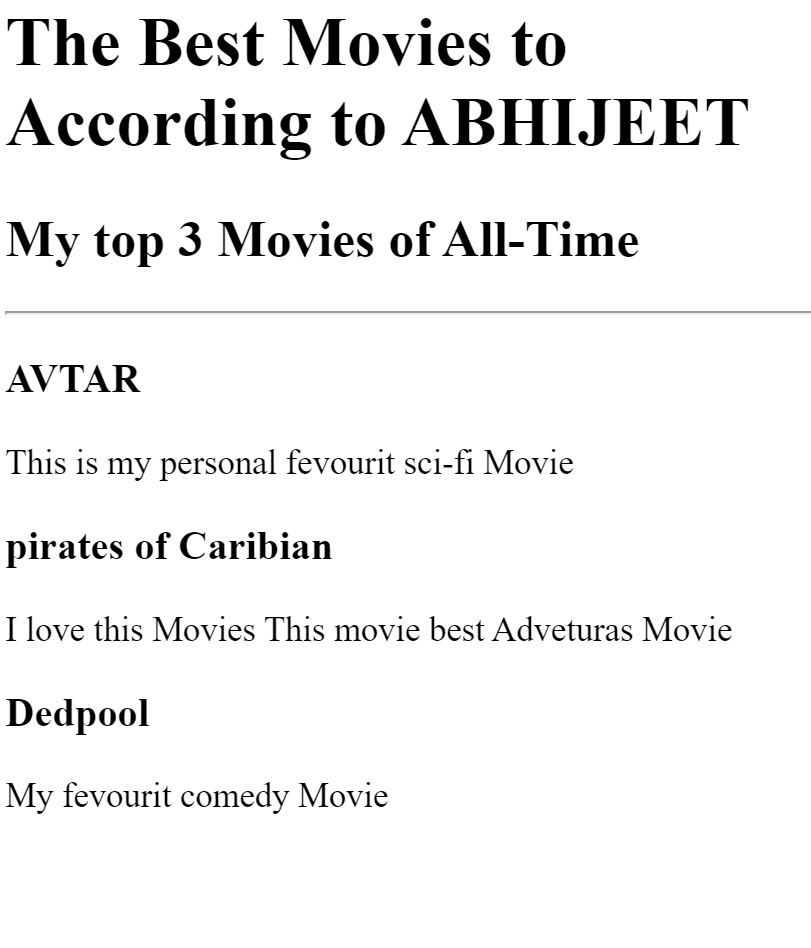 The Best Movies to
According to ABHIJEET
My top 3 Movies of All-Time
AVTAR
This is my personal fevourit sci-fi Movie
pirates of Caribian
I love this Movies This movie best Adveturas Movie
Dedpool
My fevourit comedy Movie